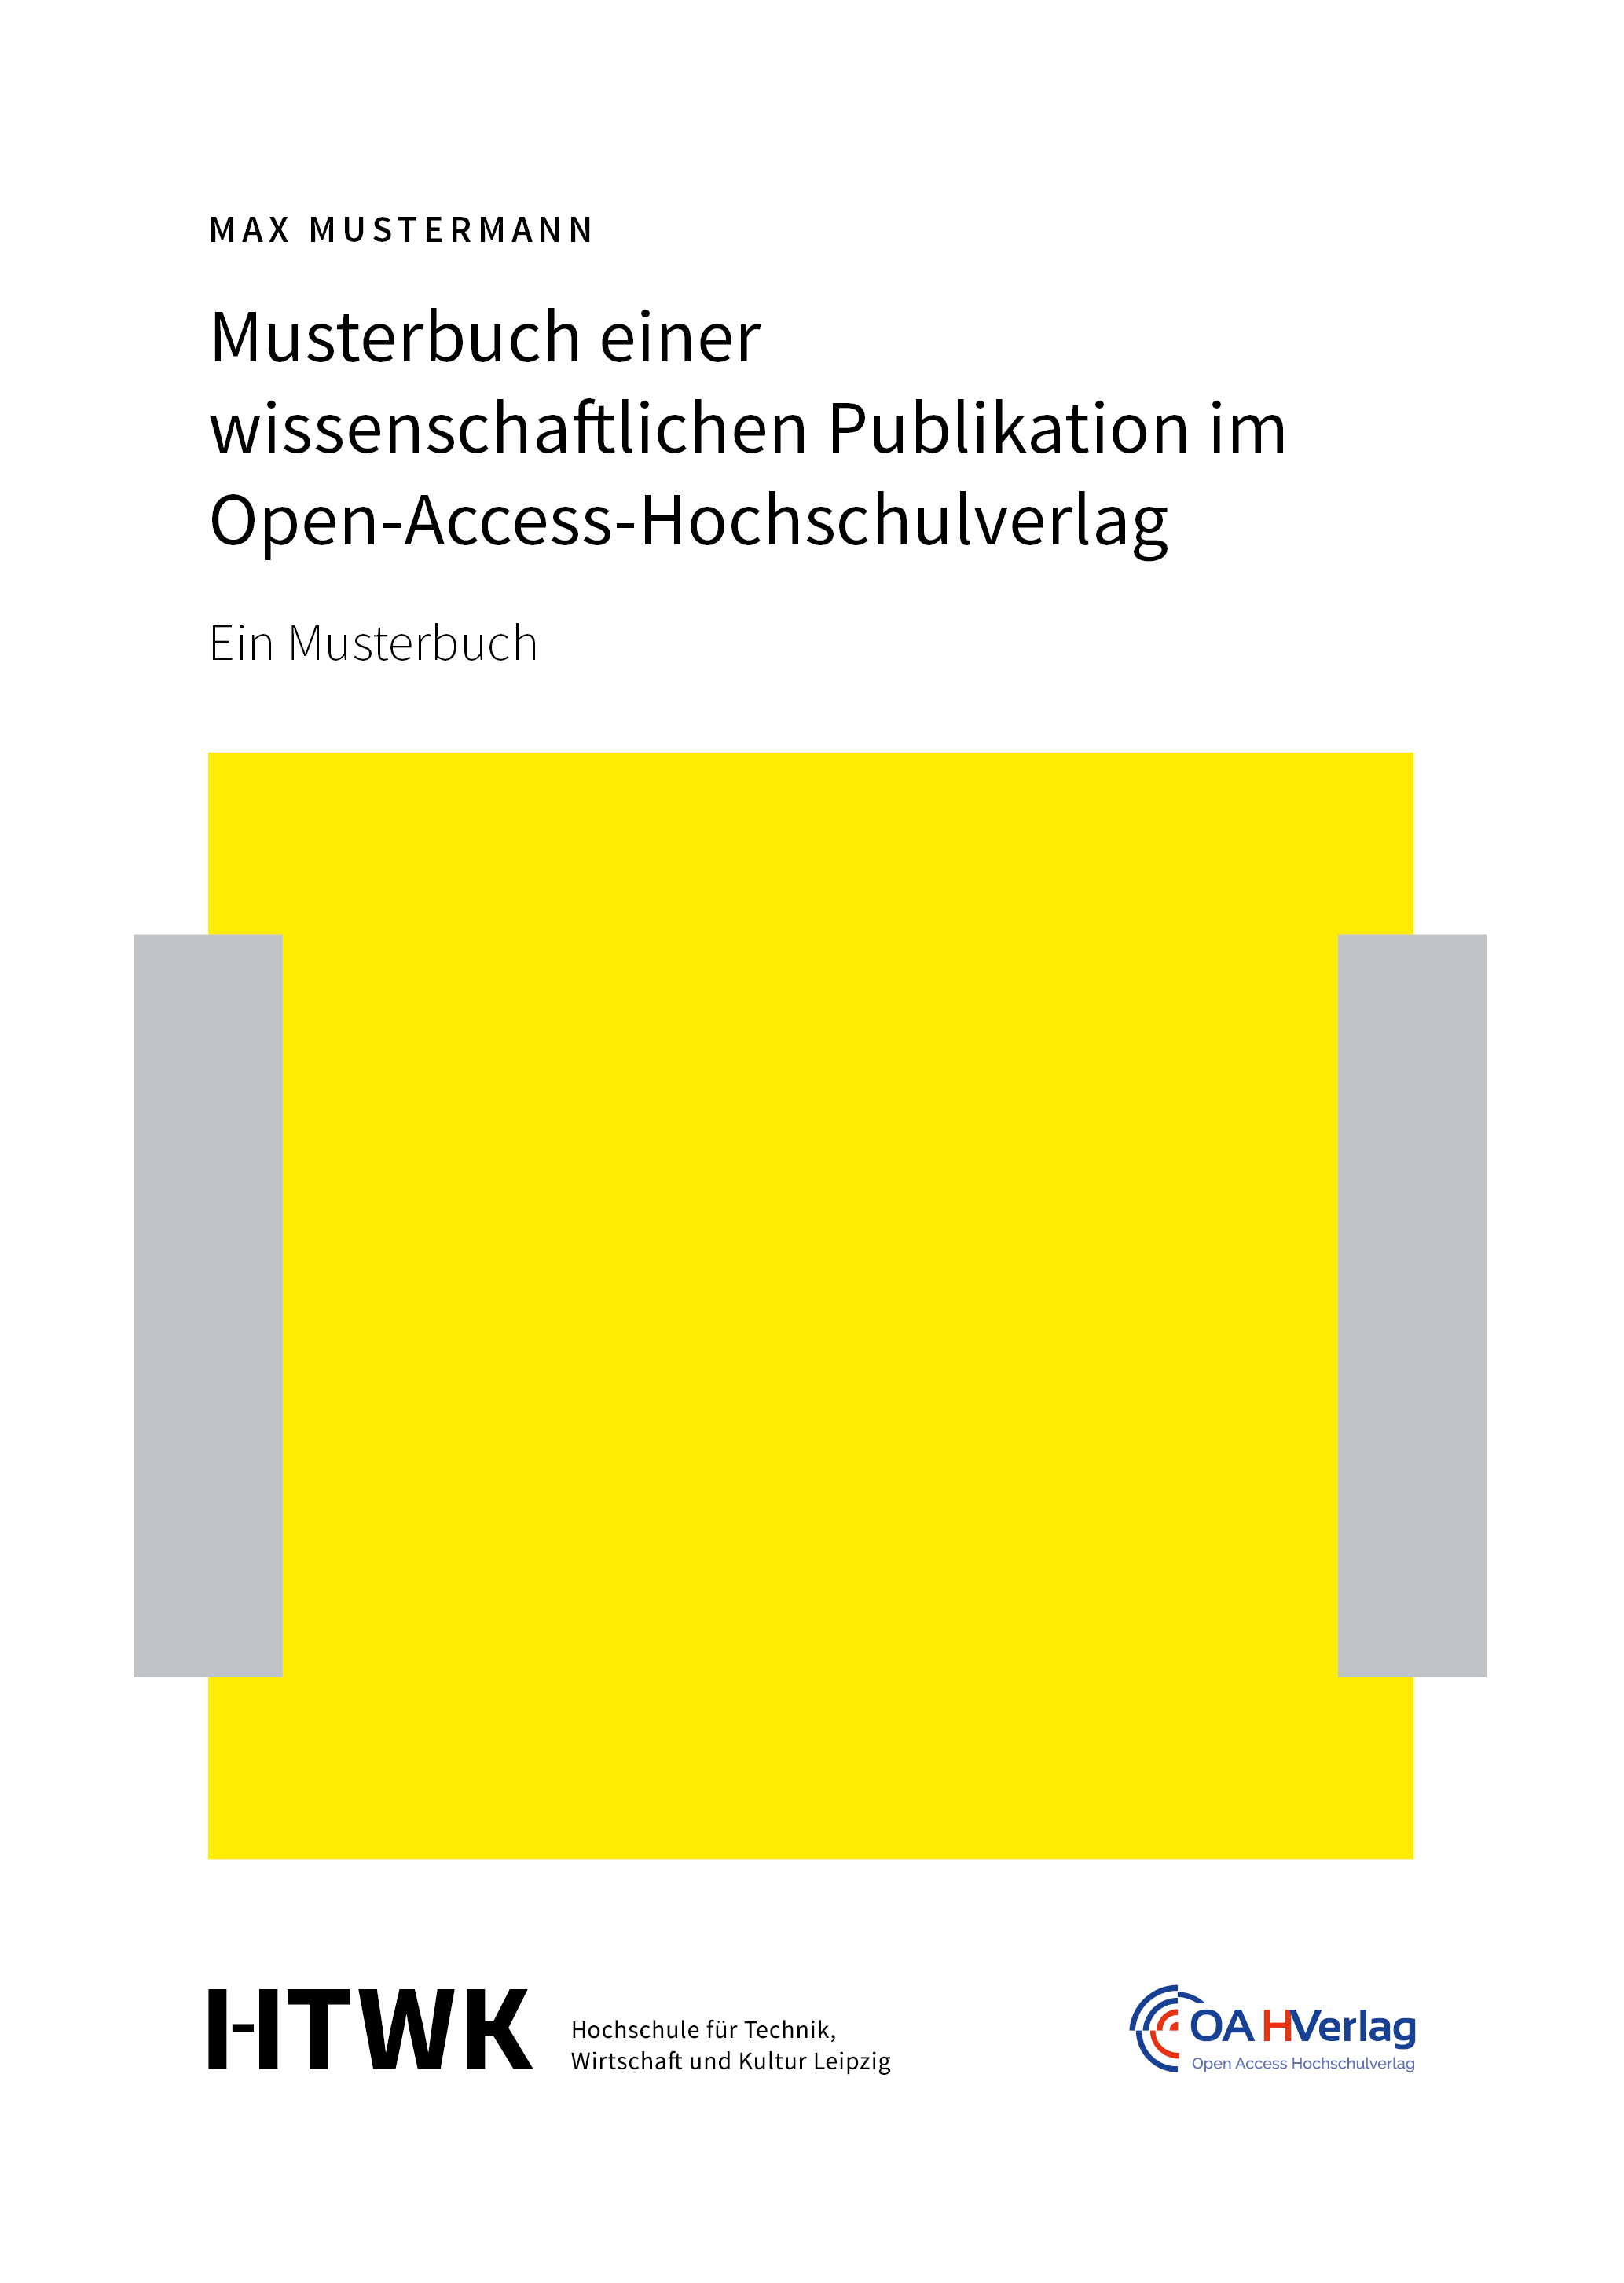 MAX MUSTERMANN
Musterbuch einer
wissenschaftlichen Publikation im
Open-Access-Hochschulverlag
Ein Musterbuch
HTWK
Hochschule für Technik,
Wirtschaft und Kultur Leipzig
OA HVerlag
Open Access Hochschulverlag